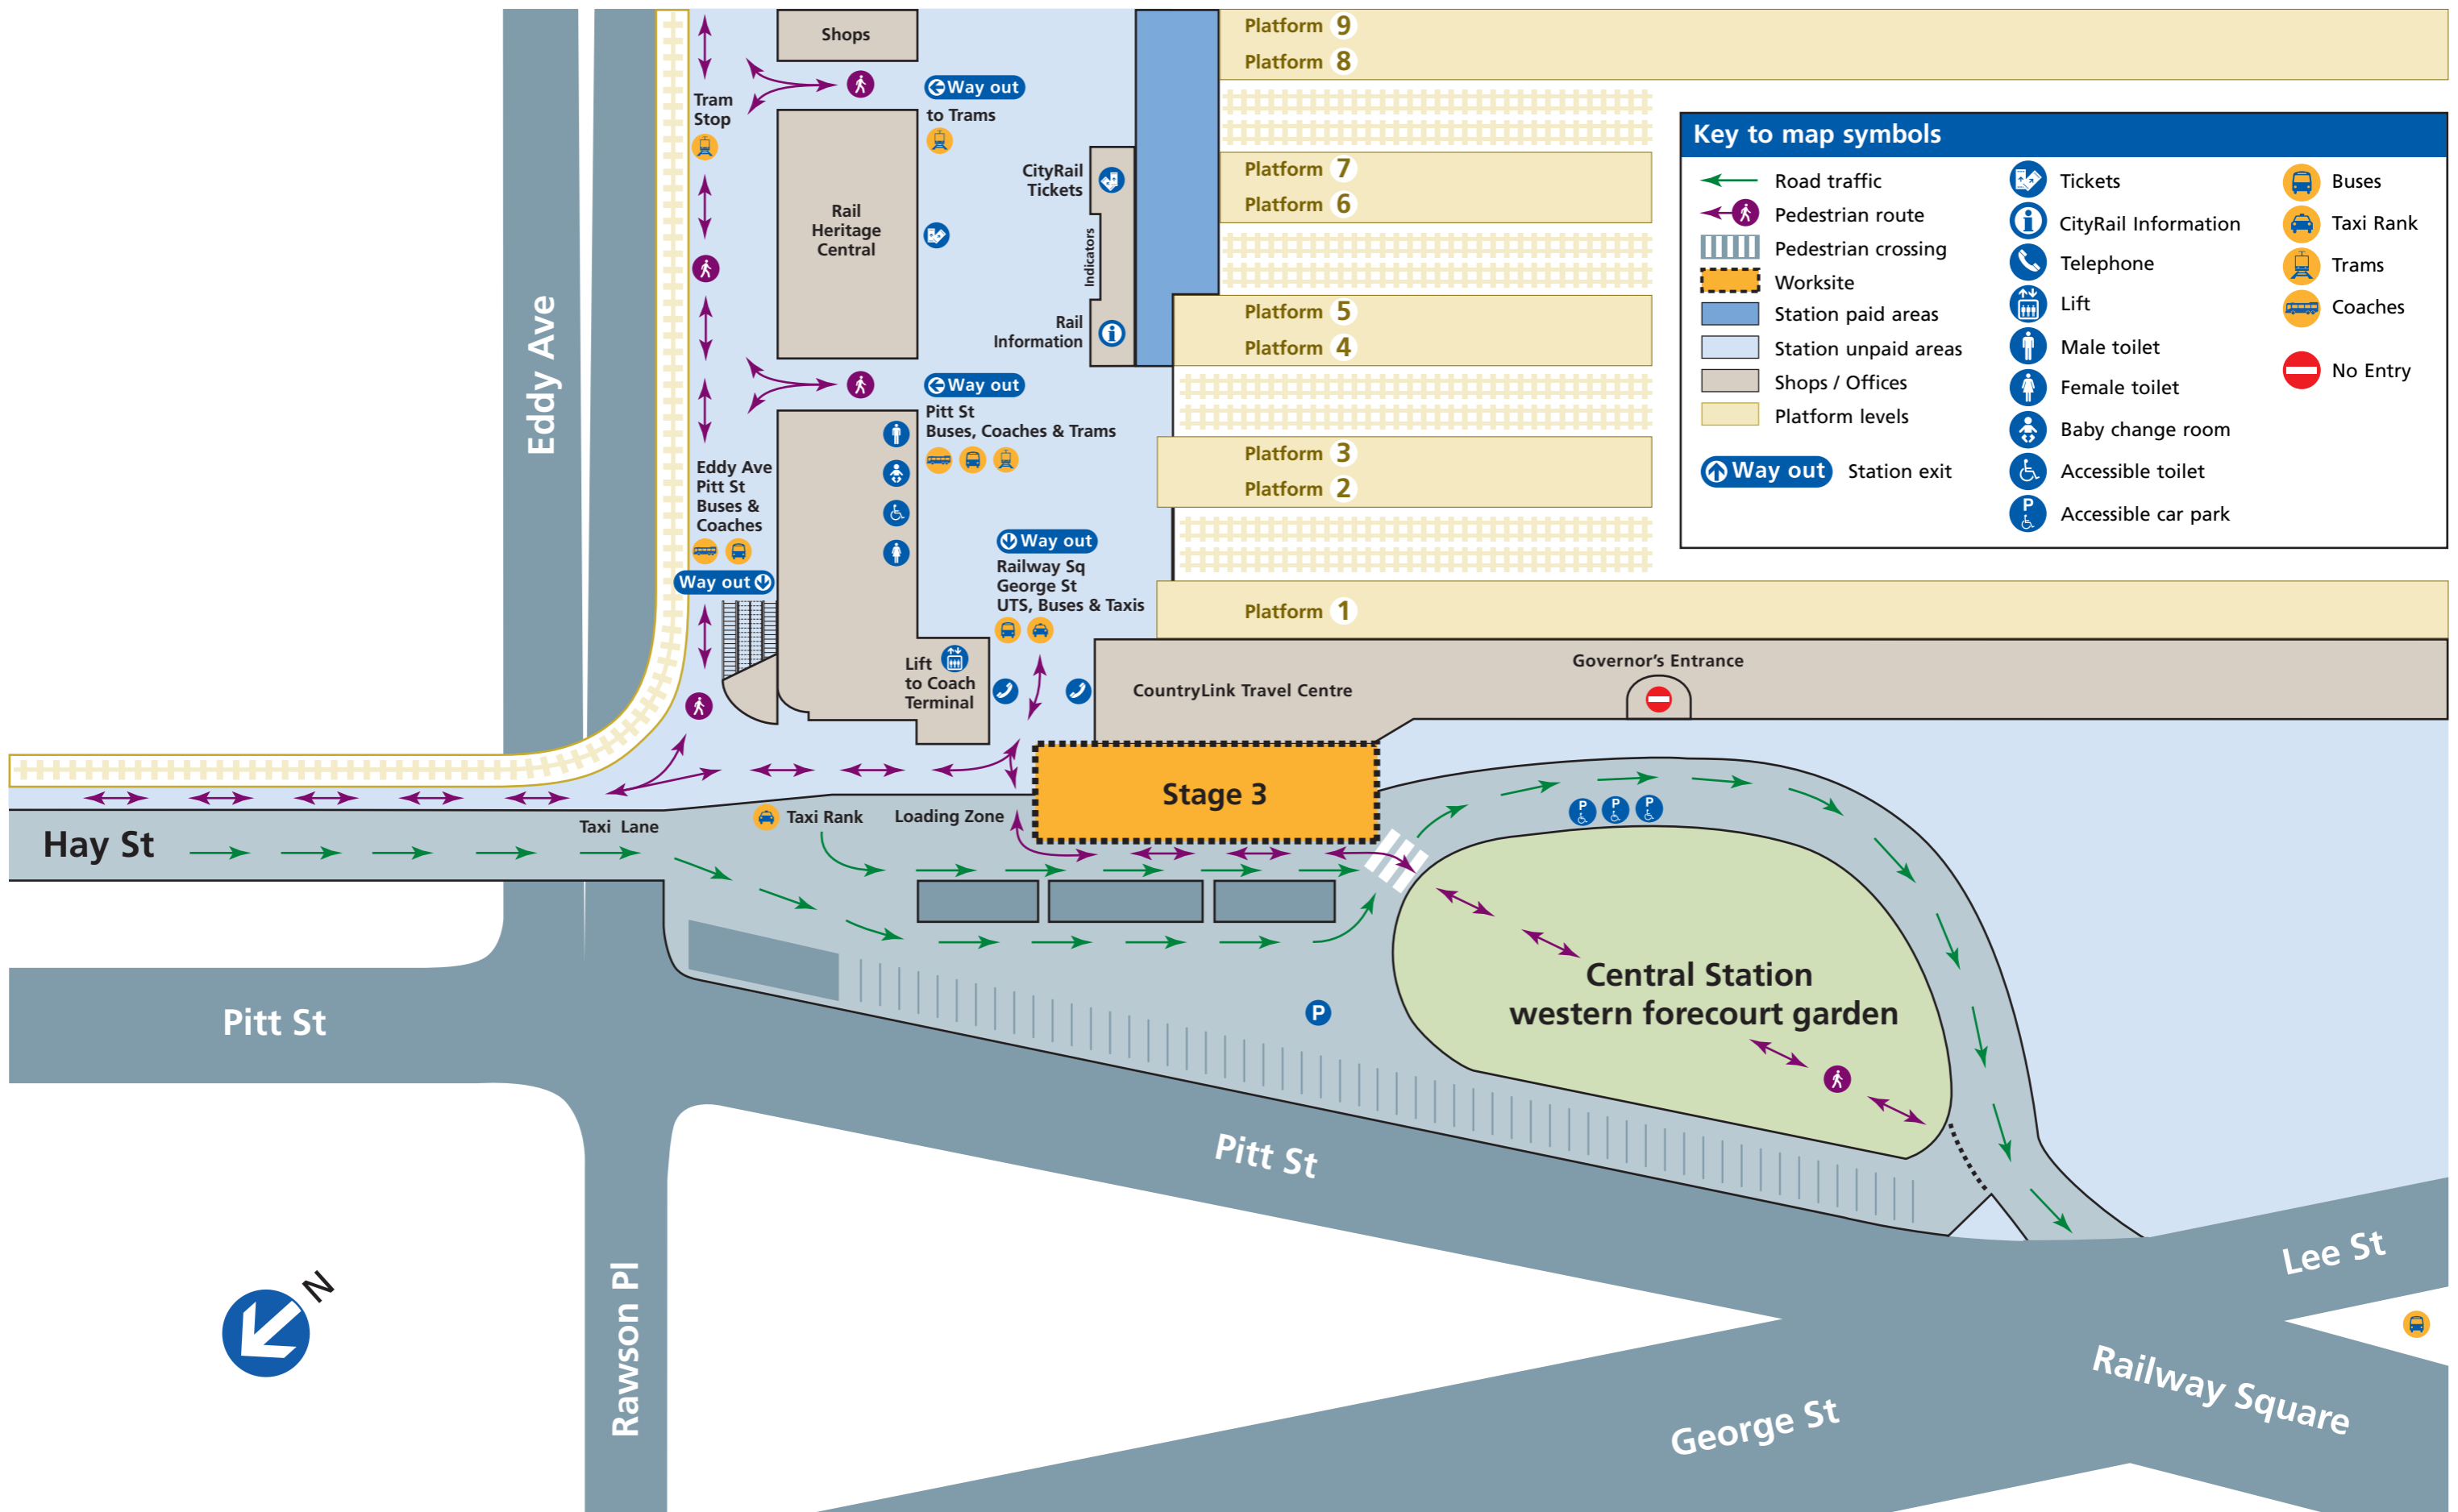 Shops
Way out
to Trams
Tram
Stop
Rail
Heritage
Central
CityRail
Tickets
Indicators
Rail
Information
Way out
Pitt St
Buses, Coaches & Trams
Eddy Ave
Eddy Ave
Pitt St
Buses &
Coaches
Way out
Way out
Railway Sq
George St
UTS, Buses & Taxis
Lift
to Coach
Terminal
Platform 9
Platform 8
Platform 7
Platform 6
Platform 5
Platform 4
Platform 3
Platform 2
Platform 1
Key to map symbols
Road traffic
Pedestrian route
Pedestrian crossing
Worksite
Station paid areas
Station unpaid areas
Shops / Offices
Platform levels
Way out Station exit
Tickets
CityRail Information
Telephone
Lift
Male toilet
Female toilet
Baby change room
Accessible toilet
P
Accessible car park
Buses
Taxi Rank
Trams
Coaches
No Entry
Governor's Entrance
CountryLink Travel Centre
Stage 3
Hay St
Taxi Lane
Taxi Rank
Loading Zone
P
P
P
P
Central Station
western forecourt garden
Pitt St
Pitt St
Rawson Pl
N
Lee St
Railway Square
George St